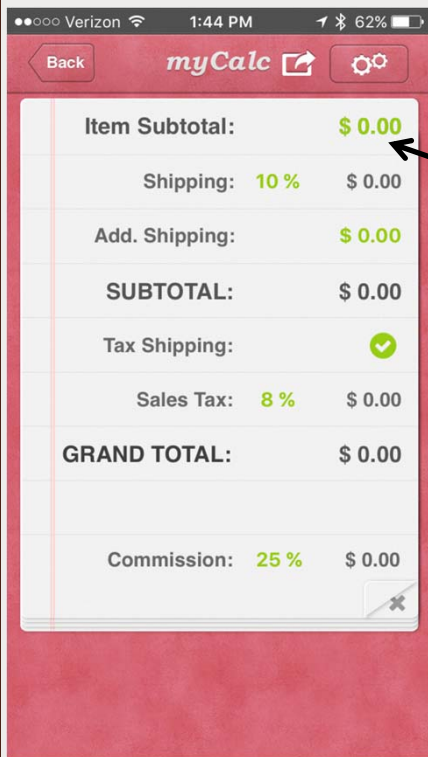 ●●○○○ Verizon 1:44 PM 62%
Back myCalc
Item Subtotal: $ 0.00
Shipping: 10 % $ 0.00
Add. Shipping: $ 0.00
SUBTOTAL: $ 0.00
Tax Shipping:
Sales Tax: 8 % $ 0.00
GRAND TOTAL: $ 0.00
Commission: 25 % $ 0.00